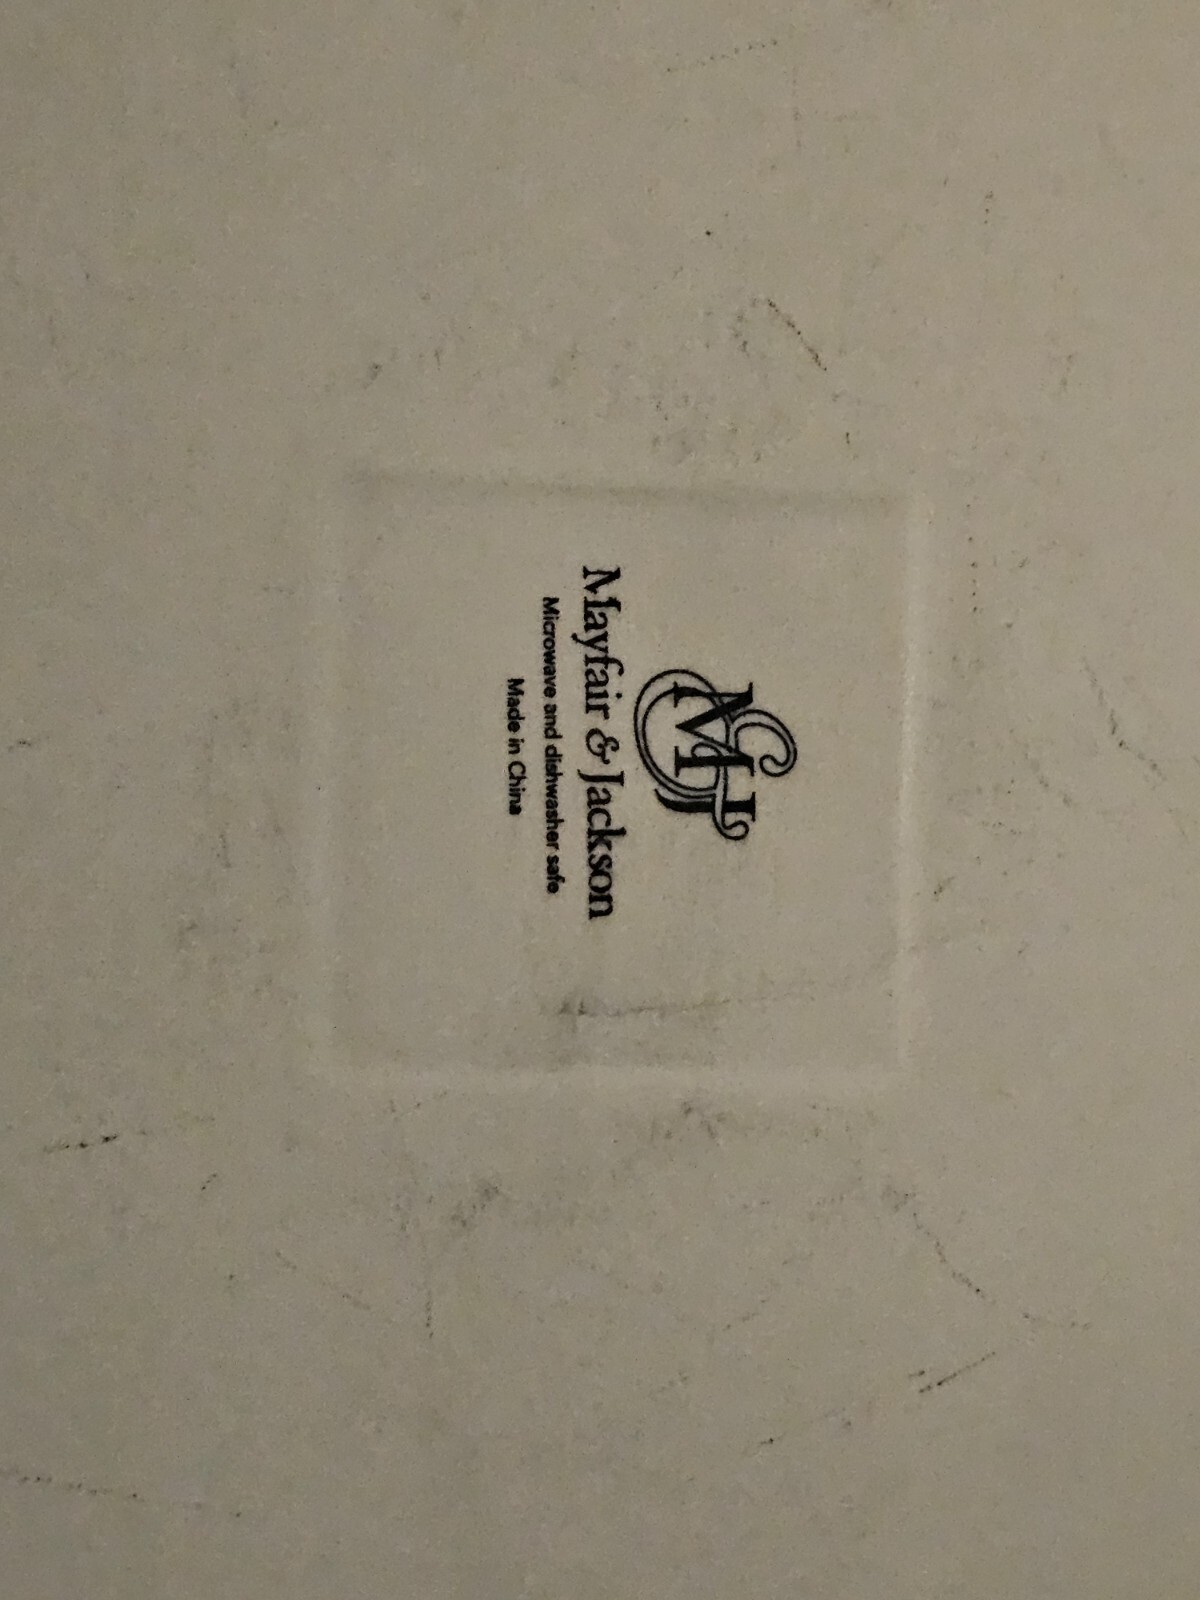 MJ
Mayfair & Jackson
Microwave and dishwasher safe
Made in China